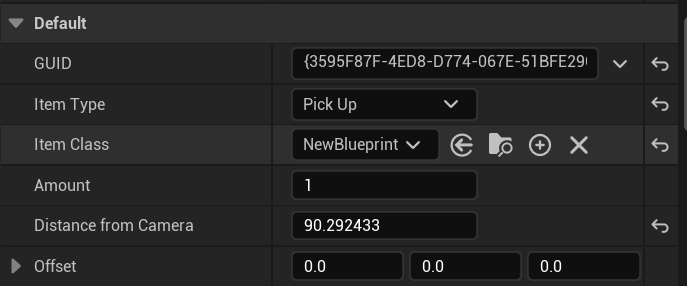 Default
GUID {3595F87F-4ED8-D774-067E-51BFE29
Item Type Pick Up
Item Class NewBlueprint
Amount 1
Distance from Camera 90.292433
Offset 0.0 0.0 0.0